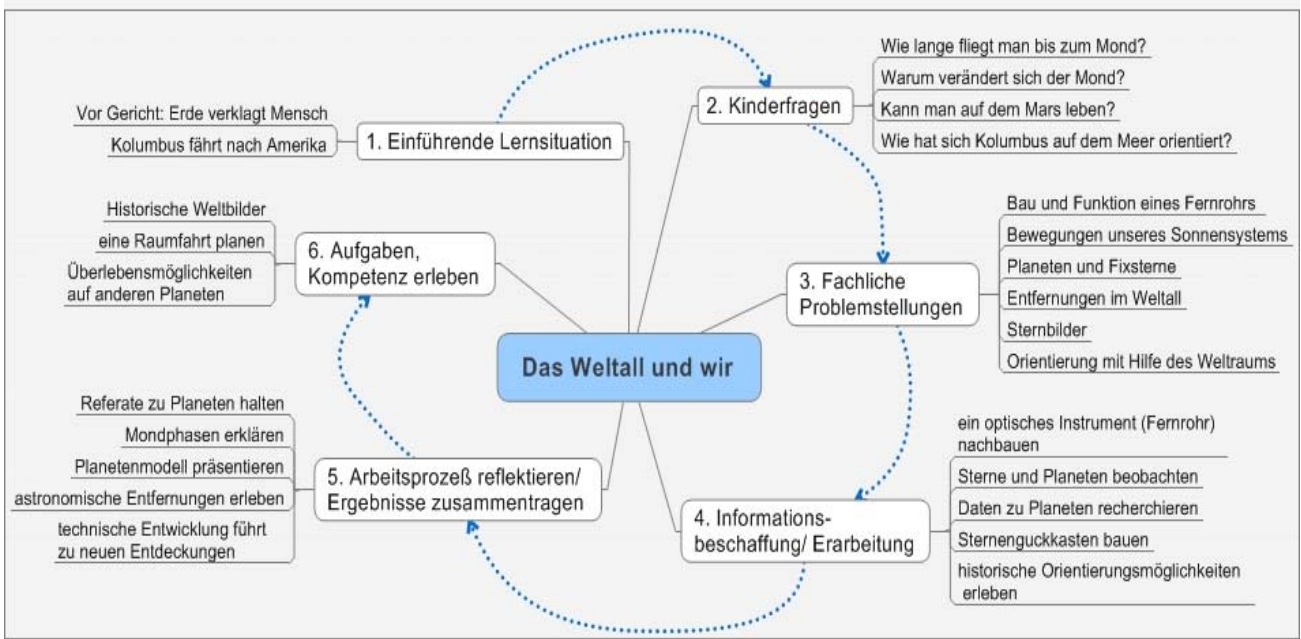 Das Weltall und wir
1. Einführende Lernsituation
Vor Gericht: Erde verklagt Mensch
Kolumbus fährt nach Amerika
2. Kinderfragen
Wie lange fliegt man bis zum Mond?
Warum verändert sich der Mond?
Kann man auf dem Mars leben?
Wie hat sich Kolumbus auf dem Meer orientiert?
3. Fachliche
Problemstellungen
Bau und Funktion eines Fernrohrs
Bewegungen unseres Sonnensystems
Planeten und Fixsterne
Entfernungen im Weltall
Sternbilder
Orientierung mit Hilfe des Weltraums
4. Informations-
beschaffung/ Erarbeitung
ein optisches Instrument (Fernrohr)
nachbauen
Sterne und Planeten beobachten
Daten zu Planeten recherchieren
Sternenguckkasten bauen
historische Orientierungsmöglichkeiten
erleben
5. Arbeitsprozeß reflektieren/
Ergebnisse zusammentragen
Referate zu Planeten halten
Mondphasen erklären
Planetenmodell präsentieren
astronomische Entfernungen erleben
technische Entwicklung führt
zu neuen Entdeckungen
6. Aufgaben,
Kompetenz erleben
Historische Weltbilder
eine Raumfahrt planen
Überlebensmöglichkeiten
auf anderen Planeten